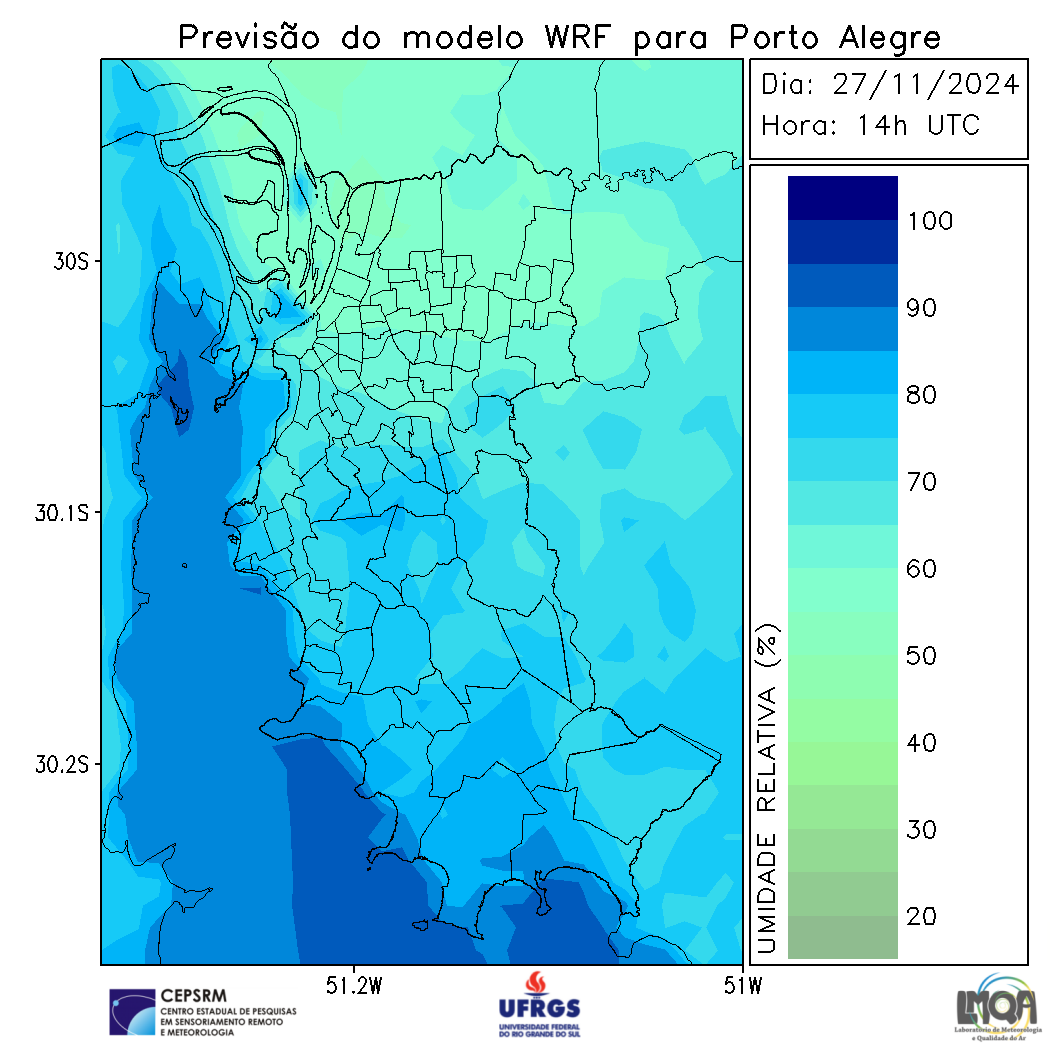 Previsão do modelo WRF para Porto Alegre
Dia: 27/11/2024
Hora: 14h UTC
30S
30.1S
30.2S
51.2W
51W
UMIDADE RELATIVA (%)
100
90
80
70
60
50
40
30
20
CEPSRM
CENTRO ESTADUAL DE PESQUISAS
EM SENSORIAMENTO REMOTO
E METEOROLOGIA
UFRGS
UNIVERSIDADE FEDERAL
DO RIO GRANDE DO SUL
LMQA
Laboratório de Meteorologia
e Qualidade do Ar